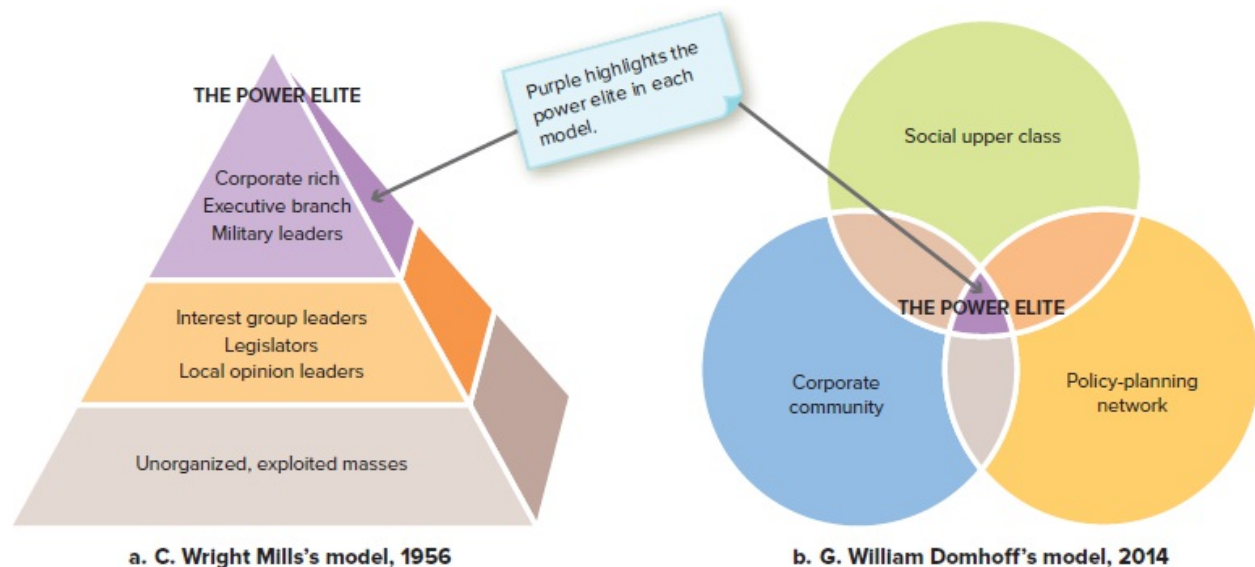 THE POWER ELITE
Corporate rich
Executive branch
Military leaders
Interest group leaders
Legislators
Local opinion leaders
Unorganized, exploited masses
a. C. Wright Mills’s model, 1956
Purple highlights the
power elite in each
model.
Social upper class
THE POWER ELITE
Corporate
community
Policy-planning
network
b. G. William Domhoff’s model, 2014